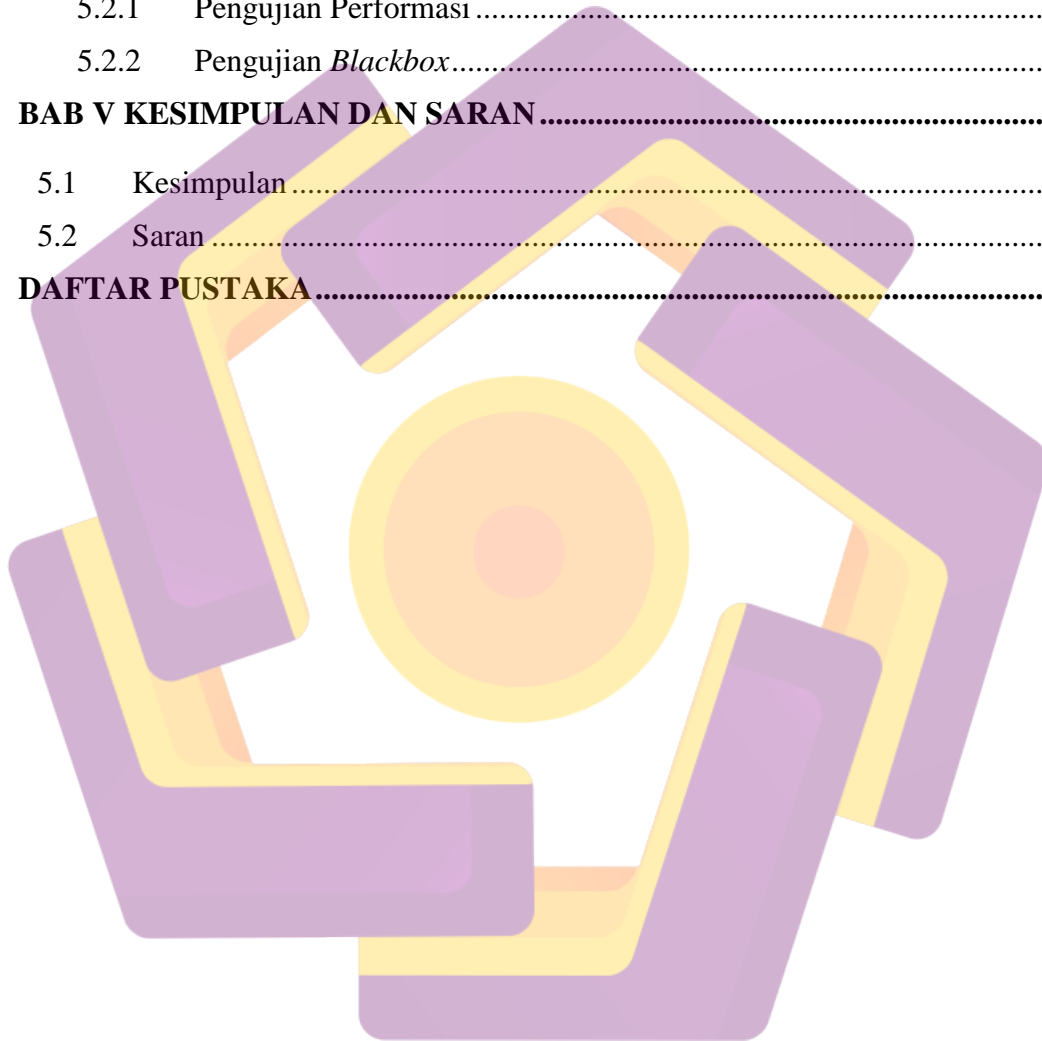 5.2.1 Pengujian Performasi ........................................................................
5.2.2 Pengujian Blackbox ...........................................................................
BAB V KESIMPULAN DAN SARAN ...............................................................
5.1 Kesimpulan .............................................................................................
5.2 Saran .......................................................................................................
DAFTAR PUSTAKA ...........................................................................................